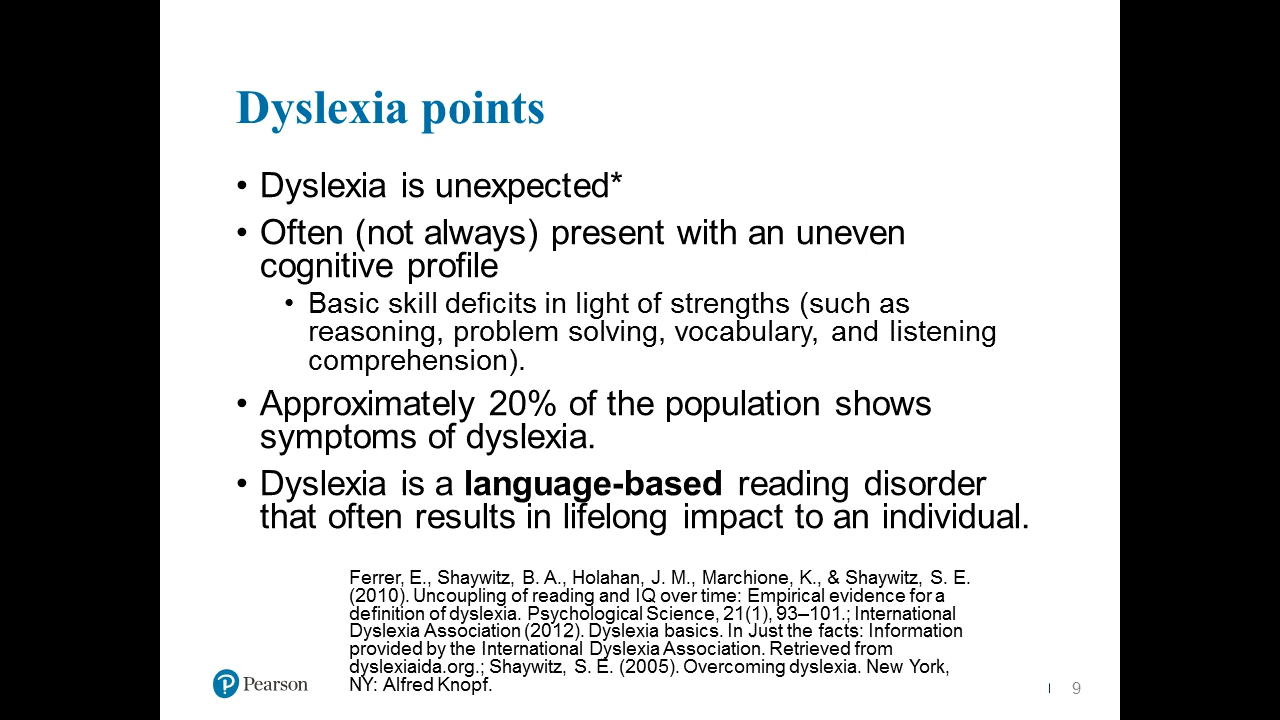 Dyslexia points
• Dyslexia is unexpected*
• Often (not always) present with an uneven
cognitive profile
• Basic skill deficits in light of strengths (such as
reasoning, problem solving, vocabulary, and listening
comprehension).
• Approximately 20% of the population shows
symptoms of dyslexia.
• Dyslexia is a language-based reading disorder
that often results in lifelong impact to an individual.
Ferrer, E., Shaywitz, B. A., Holahan, J. M., Marchione, K., & Shaywitz, S. E.
(2010). Uncoupling of reading and IQ over time: Empirical evidence for a
definition of dyslexia. Psychological Science, 21(1), 93–101.; International
Dyslexia Association (2012). Dyslexia basics. In Just the facts: Information
provided by the International Dyslexia Association. Retrieved from
dyslexiaida.org.; Shaywitz, S. E. (2005). Overcoming dyslexia. New York,
NY: Alfred Knopf.
P Pearson
| 9